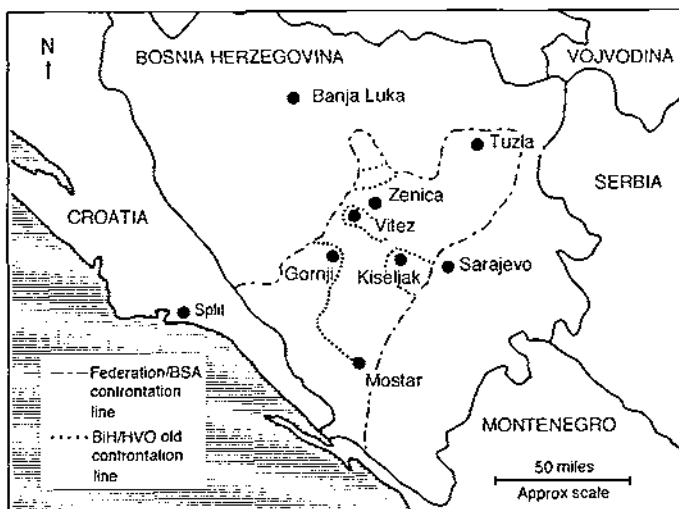 N
BOSNIA HERZEGOVINA
VOJVODINA
Banja Luka
Tuzla
SERBIA
Zenica
CROATIA
Vitez
Gornji
Kiseljak
Sarajevo
Split
Mostar
Federation/BSA
confrontation
line
MONTENEGRO
BiH/HVO old
confrontation
line
50 miles
Approx scale